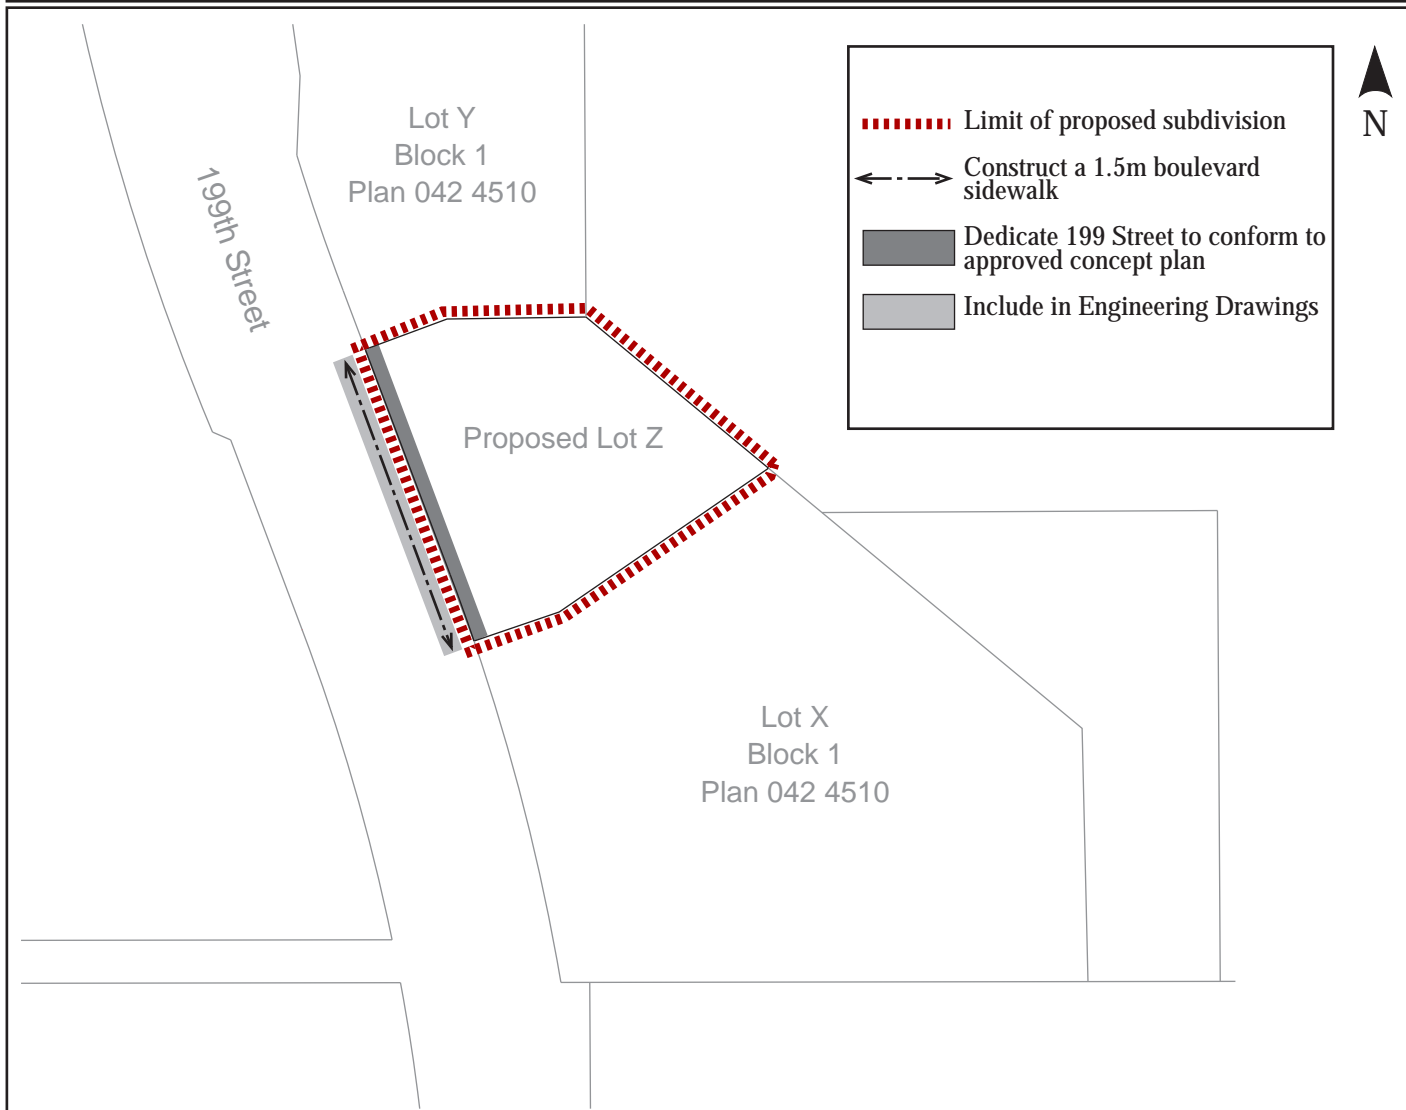 Lot Y
Block 1
Plan 042 4510
199th Street
Proposed Lot Z
Lot X
Block 1
Plan 042 4510
Limit of proposed subdivision
Construct a 1.5m boulevard
sidewalk
Dedicate 199 Street to conform to
approved concept plan
Include in Engineering Drawings
N